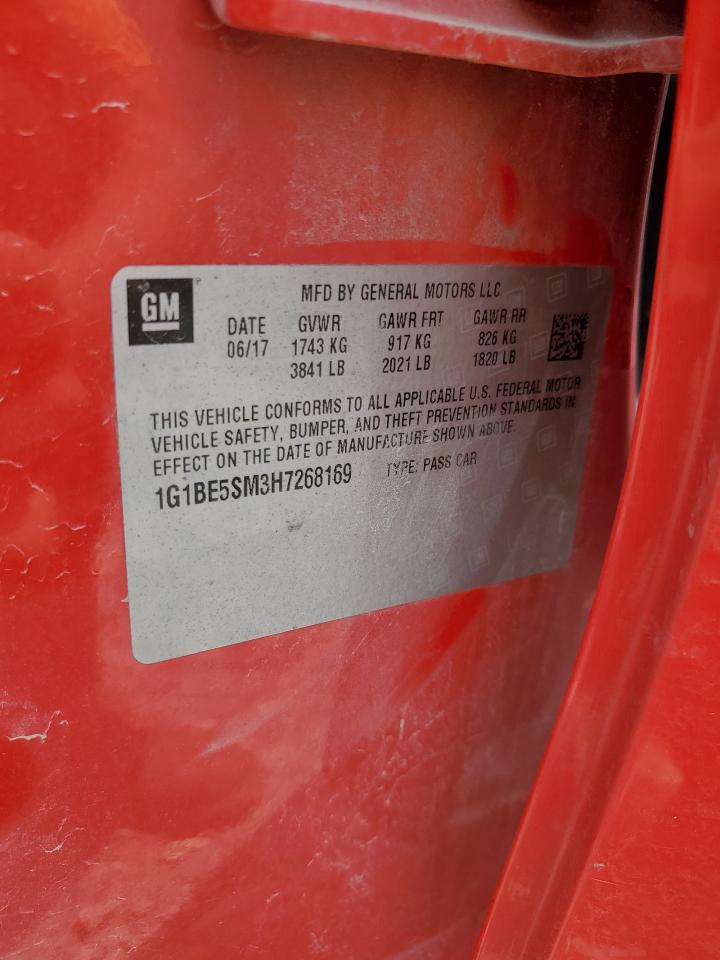 GM
MFD BY GENERAL MOTORS LLC
DATE GVWR GAWR FRT GAWR RR
06/17 1743 KG 917 KG 826 KG
3841 LB 2021 LB 1820 LB
THIS VEHICLE CONFORMS TO ALL APPLICABLE U.S. FEDERAL MOTOR
VEHICLE SAFETY, BUMPER, AND THEFT PREVENTION STANDARDS IN
EFFECT ON THE DATE OF MANUFACTURE SHOWN ABOVE.
1G1BE5SM3H7268169 TYPE: PASS CAR